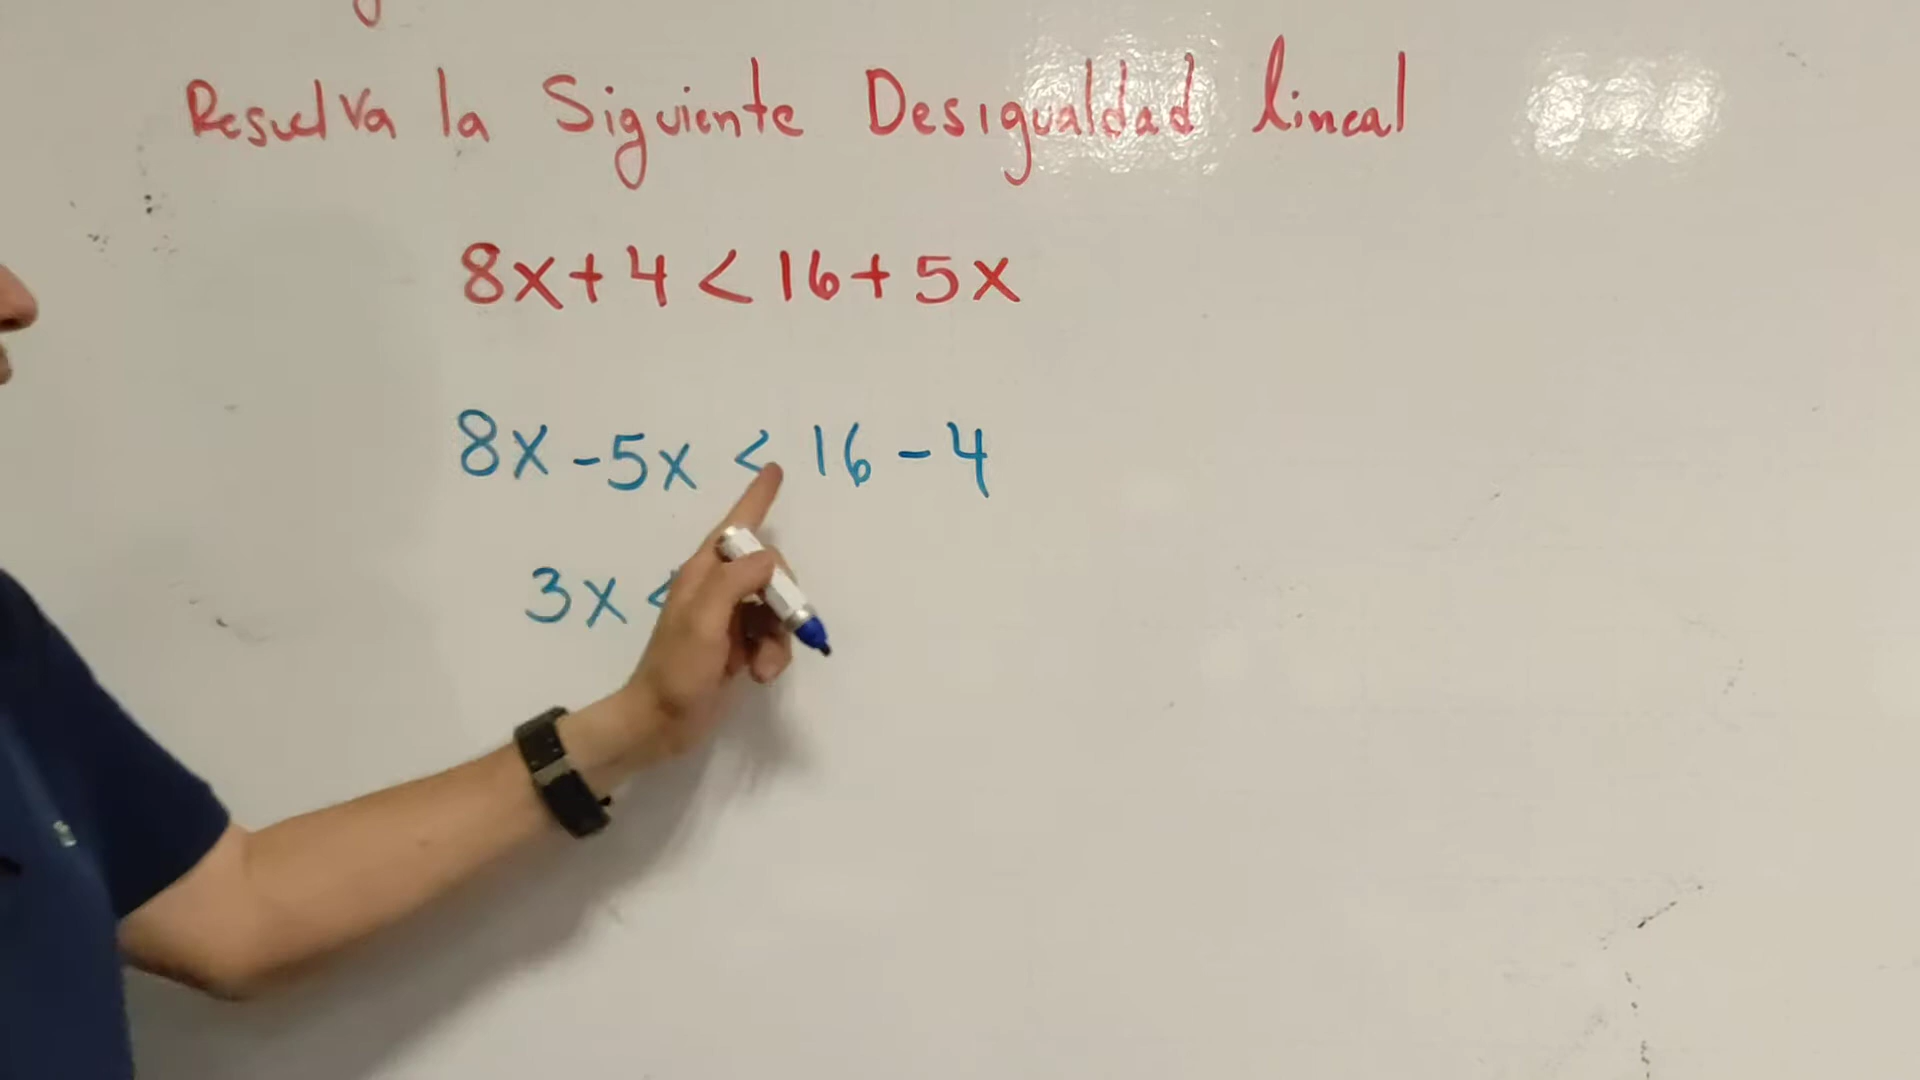 Resuelva la Siguiente Desigualdad lineal
8x+4<16+5x
8x-5x<16-4
3x<